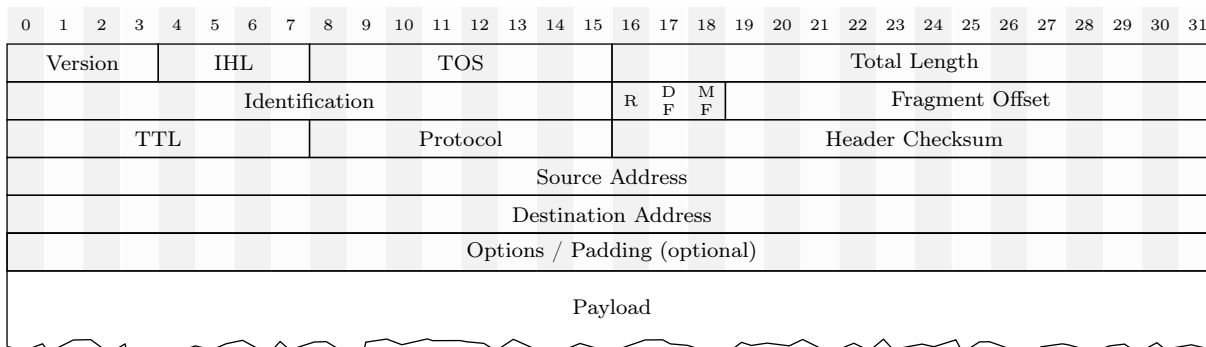 0 1 2 3 4 5 6 7 8 9 10 11 12 13 14 15 16 17 18 19 20 21 22 23 24 25 26 27 28 29 30 31
Version IHL TOS Total Length
Identification R DF MF Fragment Offset
TTL Protocol Header Checksum
Source Address
Destination Address
Options / Padding (optional)
Payload